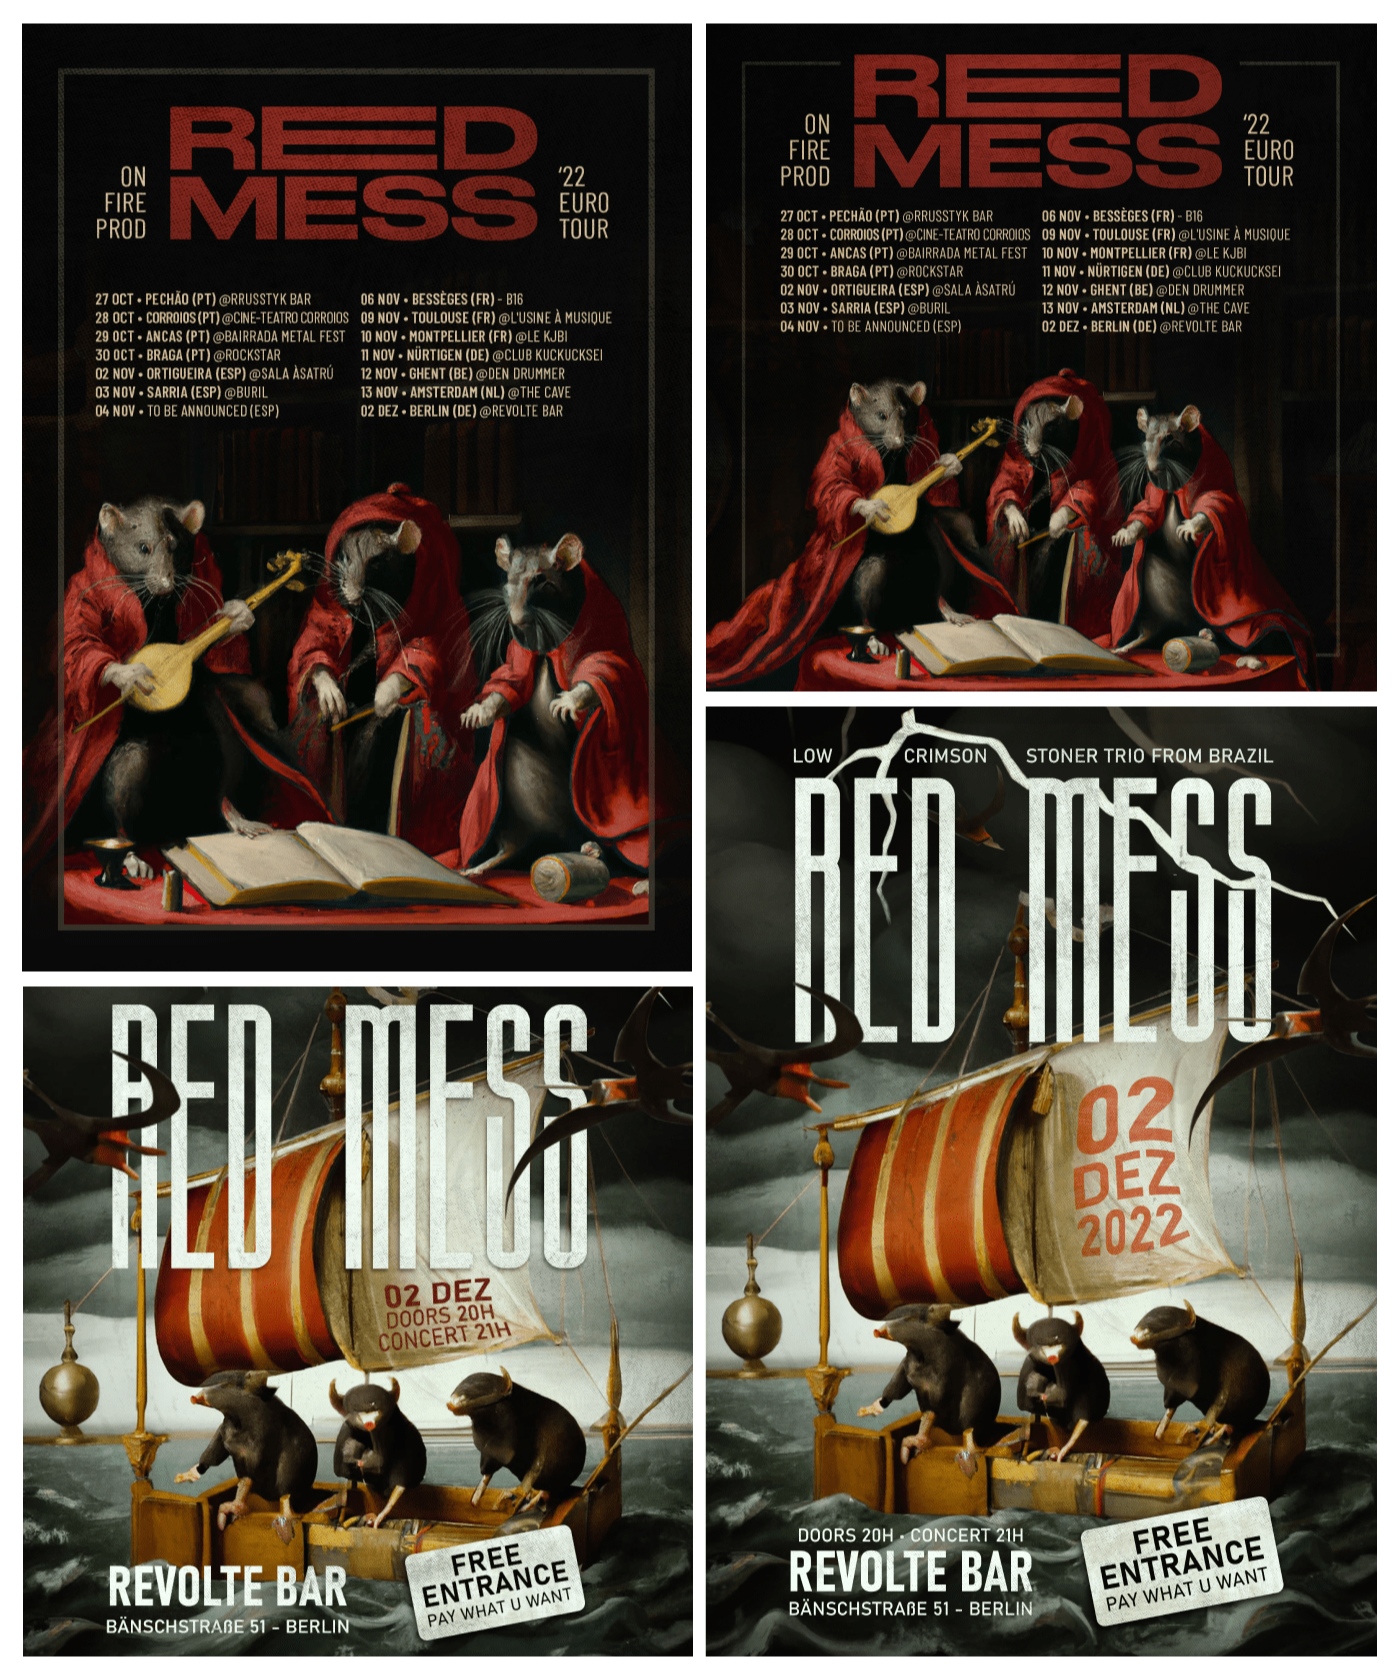 RED
MESS
ON
FIRE
PROD
'22
EURO
TOUR
27 OCT • PECHÃO (PT) @RRUSSTYK BAR
28 OCT • CORROIOS (PT) @CINE-TEATRO CORROIOS
29 OCT • ANCAS (PT) @BAIRRADA METAL FEST
30 OCT • BRAGA (PT) @ROCKSTAR
02 NOV • ORTIGUEIRA (ESP) @SALA ÀSATRÚ
03 NOV • SARRIA (ESP) @BURIL
04 NOV • TO BE ANNOUNCED (ESP)
06 NOV • BESSÈGES (FR) - B16
09 NOV • TOULOUSE (FR) @L'USINE À MUSIQUE
10 NOV • MONTPELLIER (FR) @LE KJBI
11 NOV • NÜRTIGEN (DE) @CLUB KUCKUCKSEI
12 NOV • GHENT (BE) @DEN DRUMMER
13 NOV • AMSTERDAM (NL) @THE CAVE
02 DEZ • BERLIN (DE) @REVOLTE BAR
RED
MESS
ON
FIRE
PROD
'22
EURO
TOUR
27 OCT • PECHÃO (PT) @RRUSSTYK BAR
28 OCT • CORROIOS (PT) @CINE-TEATRO CORROIOS
29 OCT • ANCAS (PT) @BAIRRADA METAL FEST
30 OCT • BRAGA (PT) @ROCKSTAR
02 NOV • ORTIGUEIRA (ESP) @SALA ÀSATRÚ
03 NOV • SARRIA (ESP) @BURIL
04 NOV • TO BE ANNOUNCED (ESP)
06 NOV • BESSÈGES (FR) - B16
09 NOV • TOULOUSE (FR) @L'USINE À MUSIQUE
10 NOV • MONTPELLIER (FR) @LE KJBI
11 NOV • NÜRTIGEN (DE) @CLUB KUCKUCKSEI
12 NOV • GHENT (BE) @DEN DRUMMER
13 NOV • AMSTERDAM (NL) @THE CAVE
02 DEZ • BERLIN (DE) @REVOLTE BAR
RED MESS
02 DEZ
DOORS 20H
CONCERT 21H
REVOLTE BAR
BÄNSCHSTRAßE 51 - BERLIN
FREE
ENTRANCE
PAY WHAT U WANT
LOW CRIMSON STONER TRIO FROM BRAZIL
RED MESS
02
DEZ
2022
DOORS 20H • CONCERT 21H
REVOLTE BAR
BÄNSCHSTRAßE 51 - BERLIN
FREE
ENTRANCE
PAY WHAT U WANT